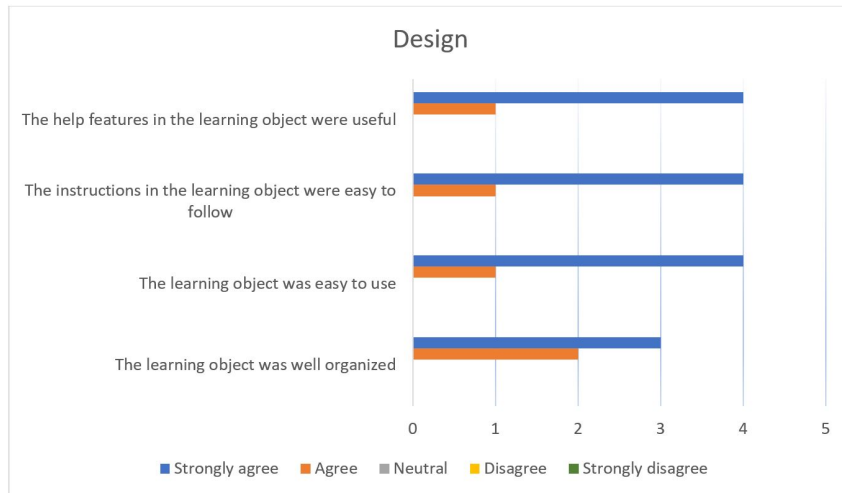 Design
The help features in the learning object were useful
The instructions in the learning object were easy to
follow
The learning object was easy to use
The learning object was well organized
0 1 2 3 4 5
Strongly agree Agree Neutral Disagree Strongly disagree